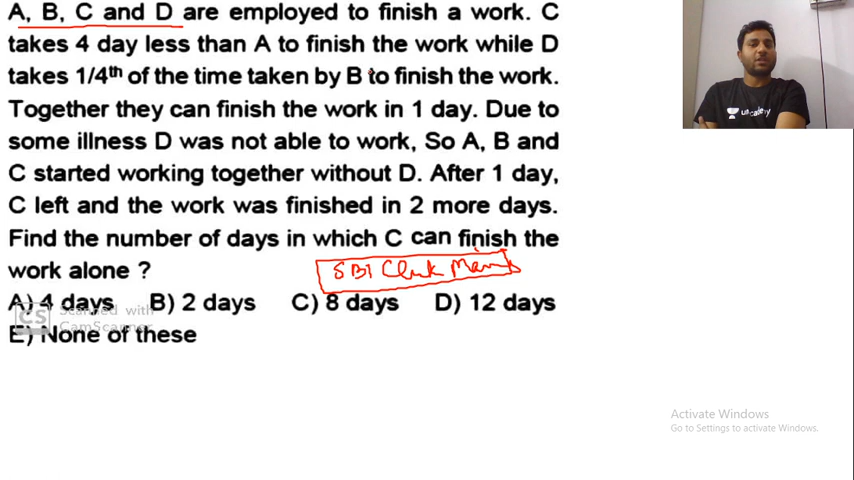 A, B, C and D are employed to finish a work. C
takes 4 day less than A to finish the work while D
takes 1/4th of the time taken by B to finish the work.
Together they can finish the work in 1 day. Due to
some illness D was not able to work, So A, B and
C started working together without D. After 1 day,
C left and the work was finished in 2 more days.
Find the number of days in which C can finish the
work alone ?
SBI Clerk Mains
A) 4 days B) 2 days C) 8 days D) 12 days
E) None of these
CS Scanned with
CamScanner
unacademy
Activate Windows
Go to Settings to activate Windows.